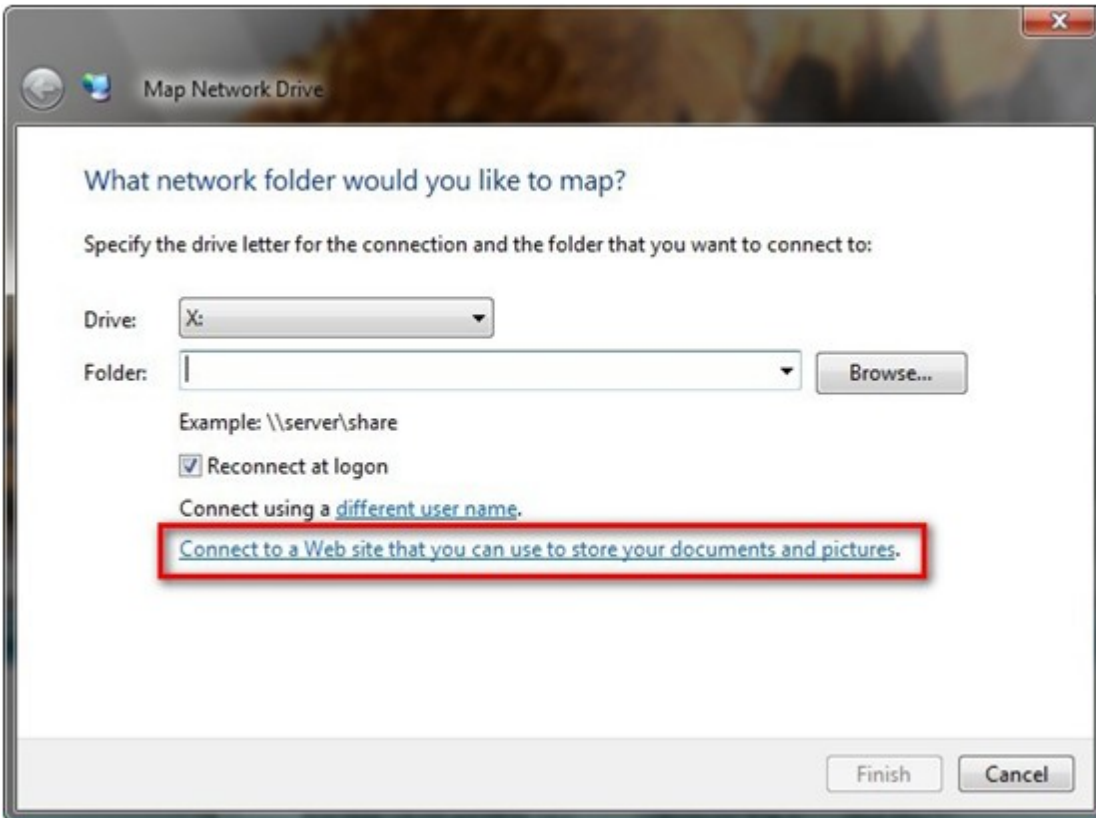 Map Network Drive
What network folder would you like to map?
Specify the drive letter for the connection and the folder that you want to connect to:
Drive: X:
Folder: Browse...
Example: \\server\share
Reconnect at logon
Connect using a different user name.
Connect to a Web site that you can use to store your documents and pictures.
Finish Cancel